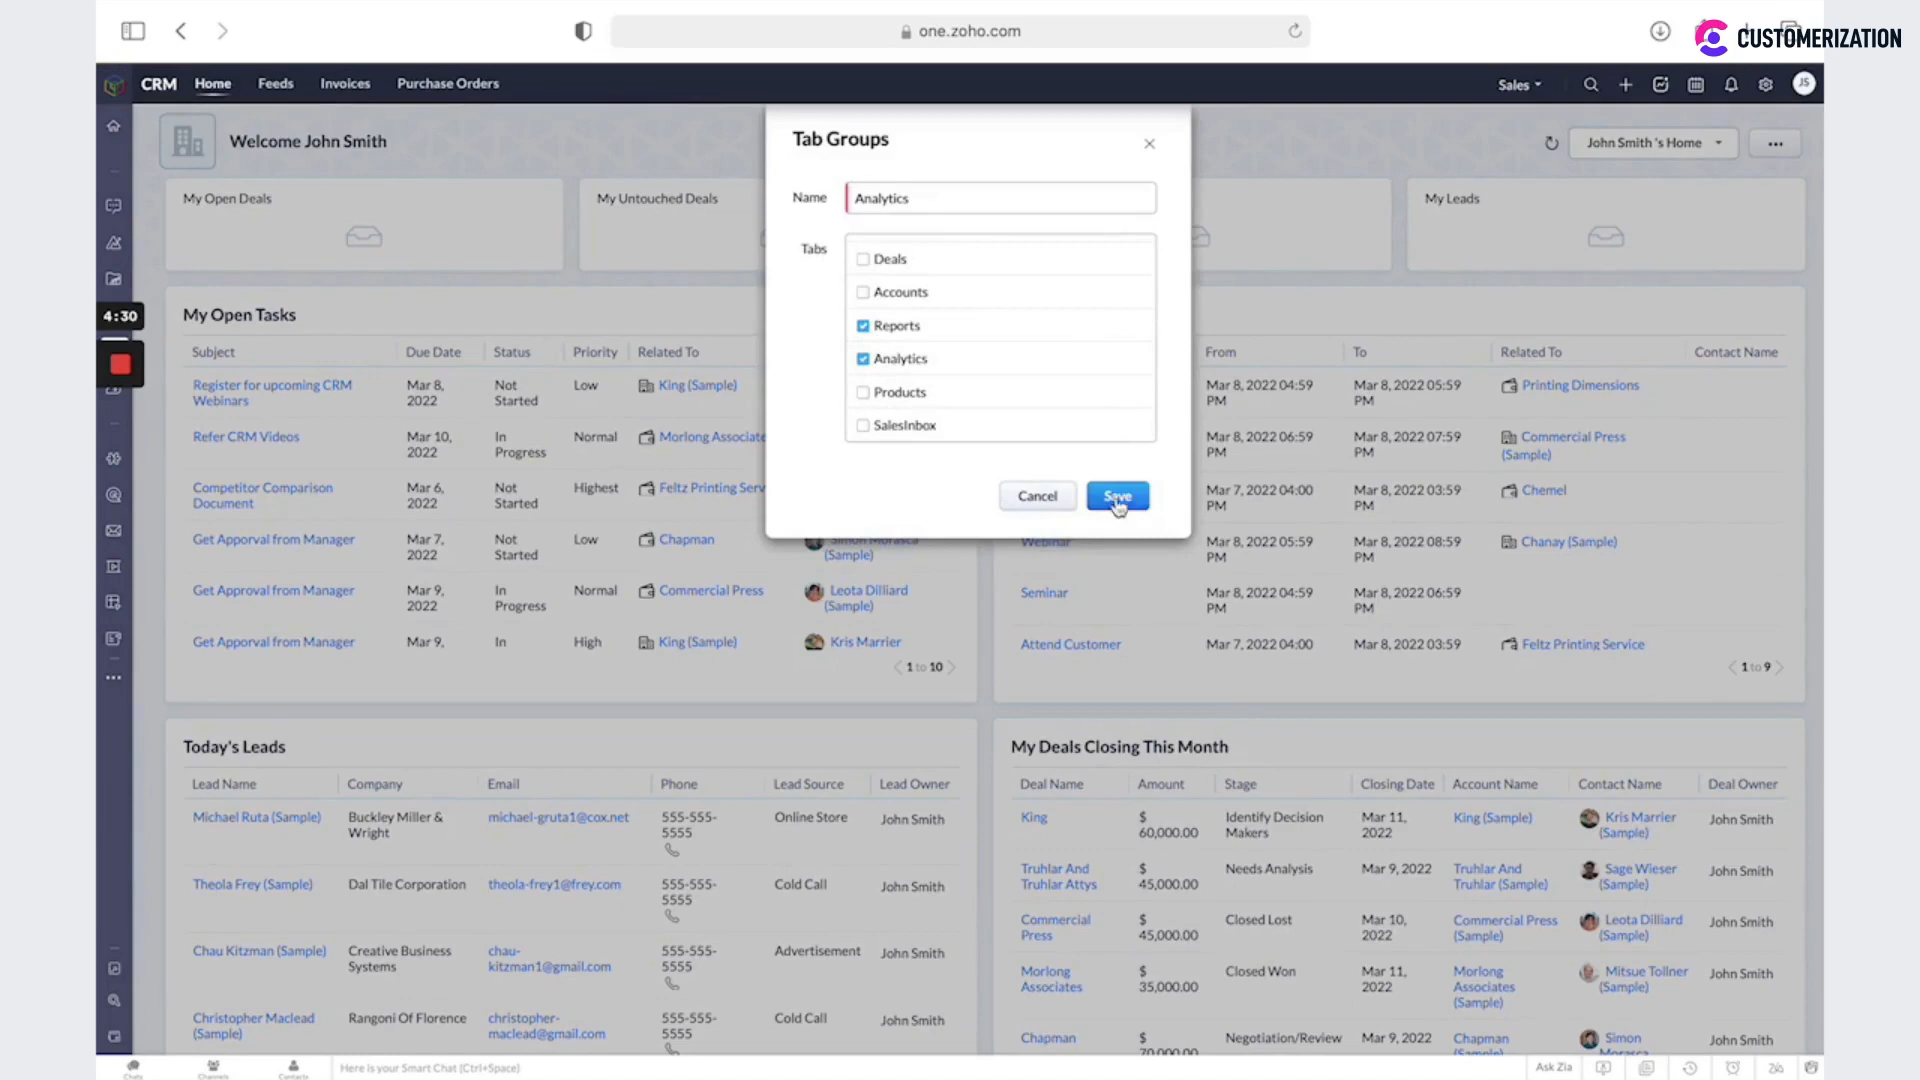 one.zoho.com
CUSTOMERIZATION
CRM Home Feeds Invoices Purchase Orders
Sales
JS
Welcome John Smith
John Smith 's Home
Tab Groups
Name Analytics
Tabs
Deals
Accounts
Reports
Analytics
Products
SalesInbox
Cancel Save
My Open Deals
My Untouched Deals
My Leads
4:30
My Open Tasks
Subject Due Date Status Priority Related To
Register for upcoming CRM Mar 8, Not Low King (Sample)
Webinars 2022 Started
Refer CRM Videos Mar 10, In Normal Morlong Associate
2022 Progress
Competitor Comparison Mar 6, Not Highest Feltz Printing Serv
Document 2022 Started
Get Apporval from Manager Mar 7, Not Low Chapman Simon Morasca
2022 Started (Sample)
Get Approval from Manager Mar 9, In Normal Commercial Press Leota Dilliard
2022 Progress (Sample)
Get Apporval from Manager Mar 9, In High King (Sample) Kris Marrier
1 to 10
From To Related To Contact Name
Mar 8, 2022 04:59 Mar 8, 2022 05:59 Printing Dimensions
PM PM
Mar 8, 2022 06:59 Mar 8, 2022 07:59 Commercial Press
PM PM (Sample)
Mar 7, 2022 04:00 Mar 8, 2022 03:59 Chemel
PM PM
Webinar Mar 8, 2022 05:59 Mar 8, 2022 08:59 Chanay (Sample)
PM PM
Seminar Mar 8, 2022 04:59 Mar 8, 2022 06:59
PM PM
Attend Customer Mar 7, 2022 04:00 Mar 8, 2022 03:59 Feltz Printing Service
1 to 9
Today's Leads
Lead Name Company Email Phone Lead Source Lead Owner
Michael Ruta (Sample) Buckley Miller & michael-gruta1@cox.net 555-555- Online Store John Smith
Wright 5555
Theola Frey (Sample) Dal Tile Corporation theola-frey1@frey.com 555-555- Cold Call John Smith
5555
Chau Kitzman (Sample) Creative Business chau- 555-555- Advertisement John Smith
Systems kitzman1@gmail.com 5555
Christopher Maclead Rangoni Of Florence christopher- 555-555- Cold Call John Smith
(Sample) maclead@gmail.com 5555
My Deals Closing This Month
Deal Name Amount Stage Closing Date Account Name Contact Name Deal Owner
King $ Identify Decision Mar 11, King (Sample) Kris Marrier John Smith
60,000.00 Makers 2022 (Sample)
Truhlar And $ Needs Analysis Mar 9, 2022 Truhlar And Sage Wieser John Smith
Truhlar Attys 45,000.00 Truhlar (Sample) (Sample)
Commercial $ Closed Lost Mar 10, Commercial Press Leota Dilliard John Smith
Press 45,000.00 2022 (Sample) (Sample)
Morlong $ Closed Won Mar 11, Morlong Mitsue Tollner John Smith
Associates 35,000.00 2022 Associates (Sample)
(Sample)
Chapman $ Negotiation/Review Mar 9, 2022 Chapman Simon John Smith
70,000.00 (Sample) Morasca
Chats Channels Contacts Here is your Smart Chat (Ctrl+Space) Ask Zia